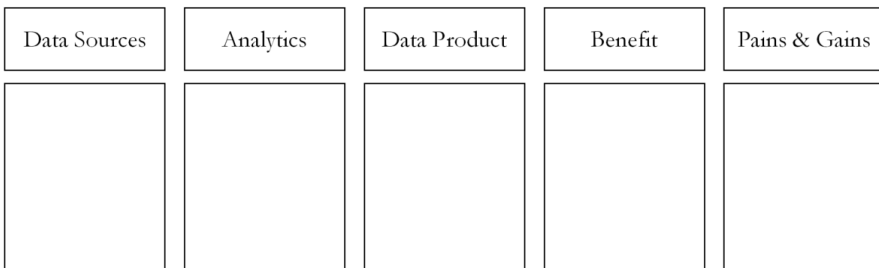 Data Sources
Analytics
Data Product
Benefit
Pains & Gains